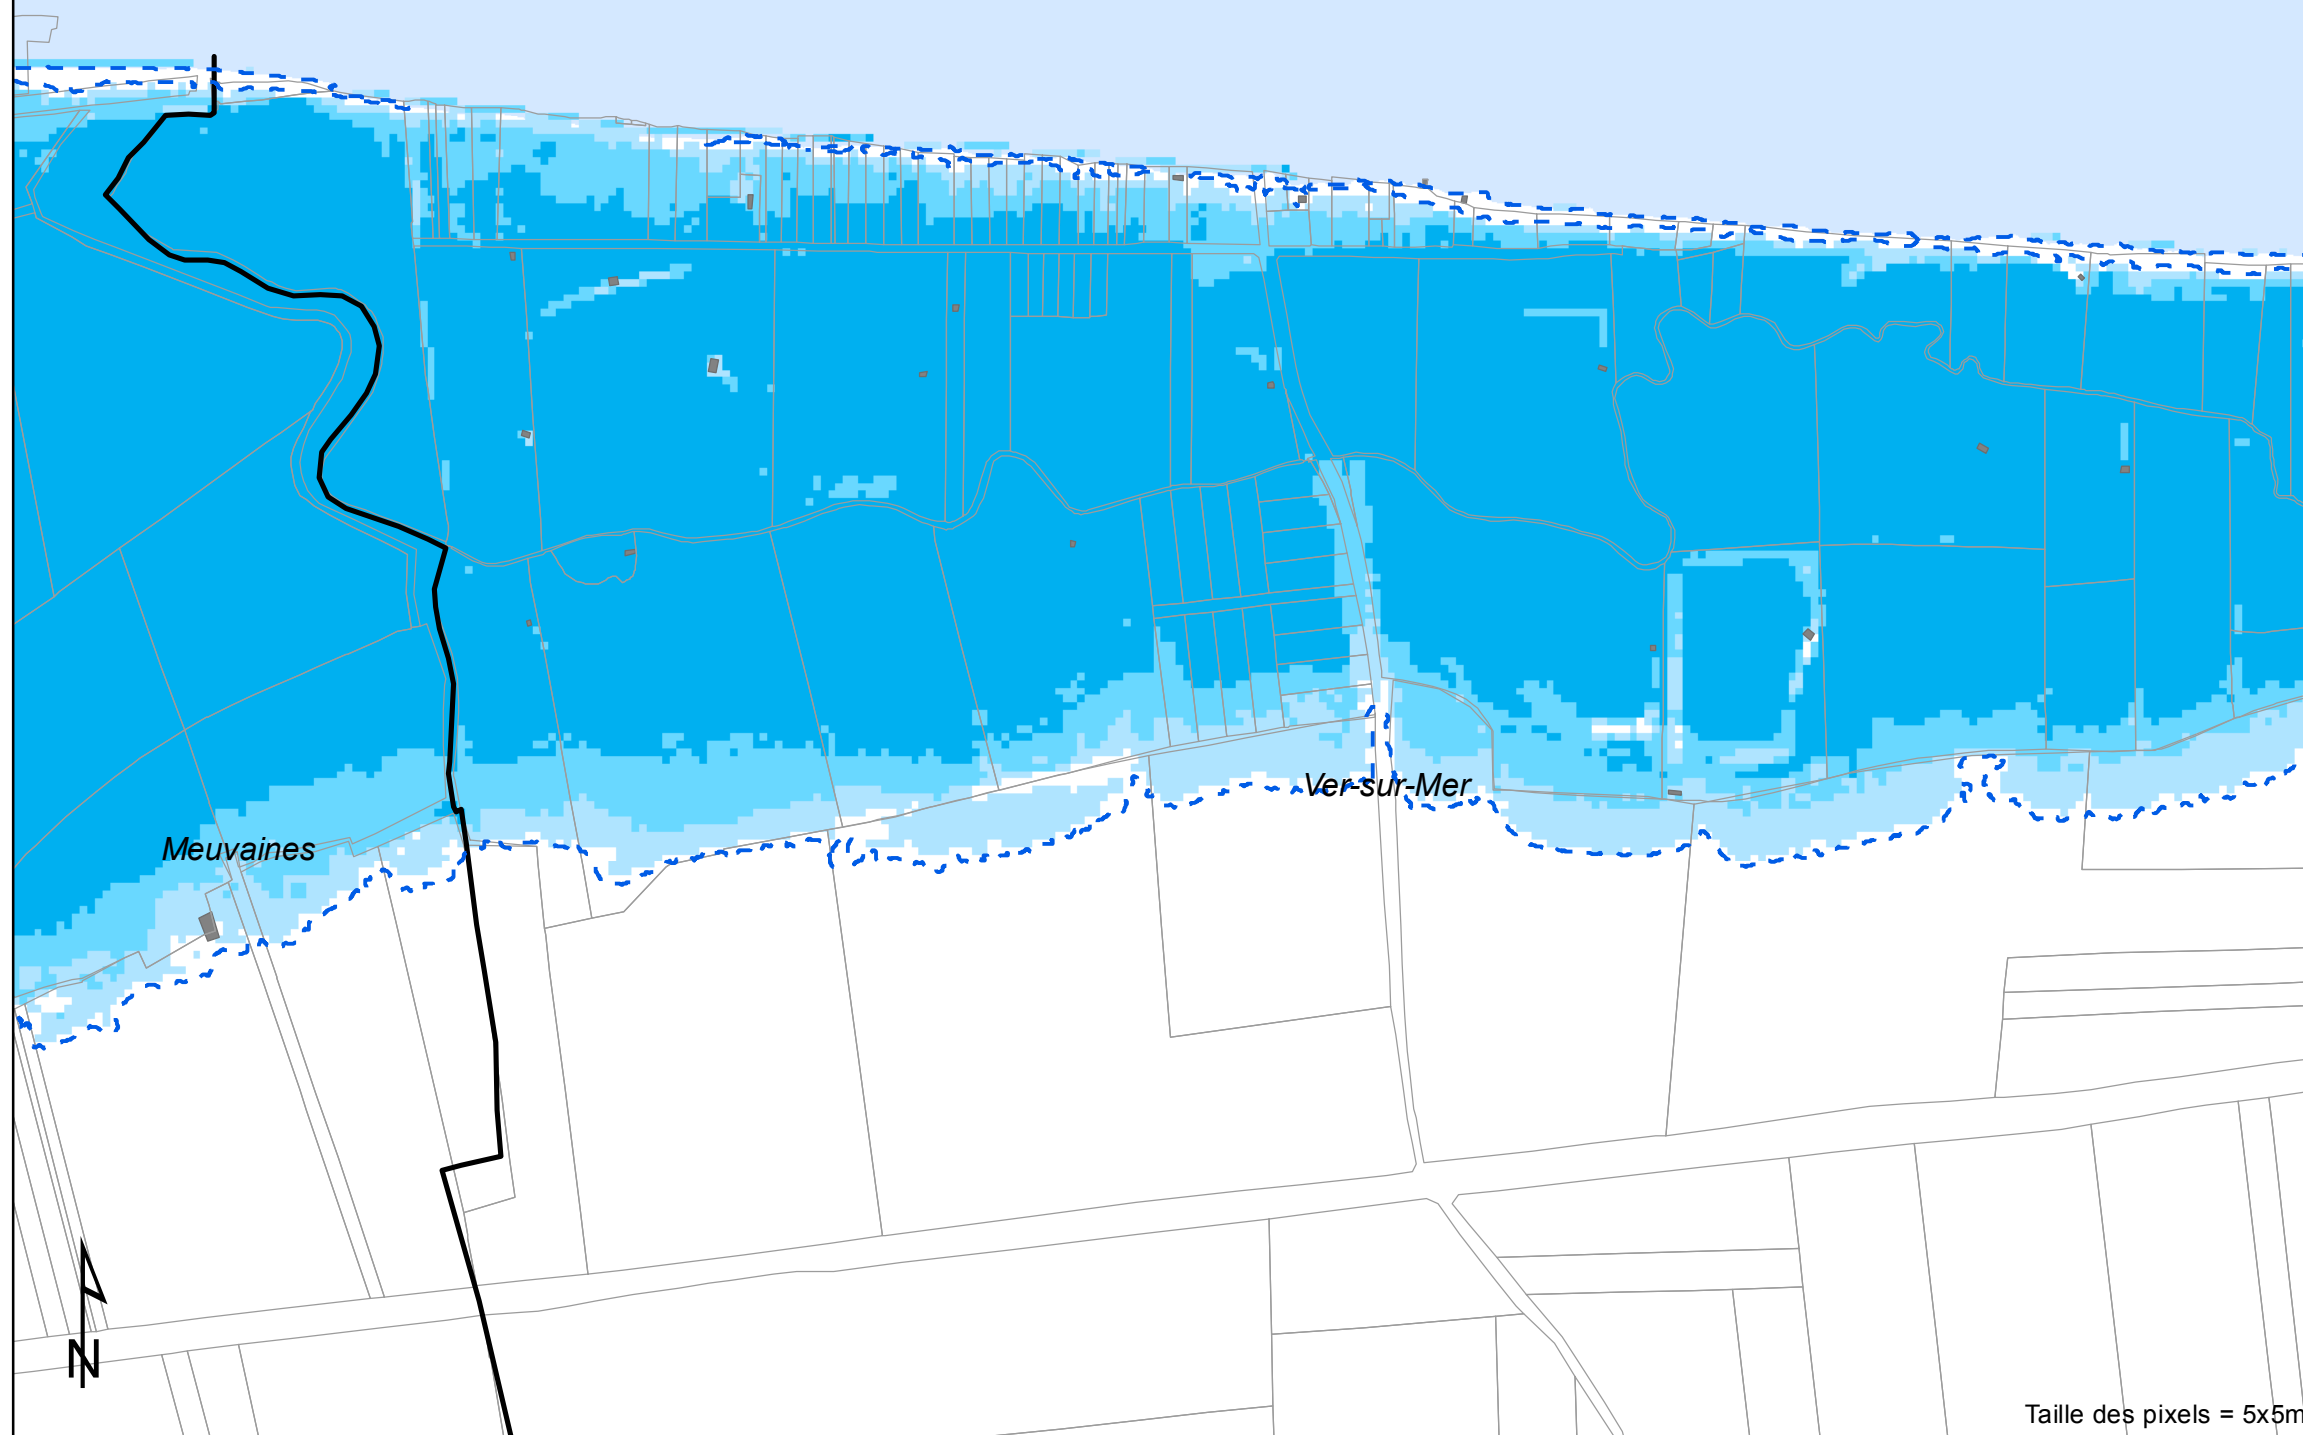 Ver-sur-Mer
Meuvaines
N
Taille des pixels = 5x5m